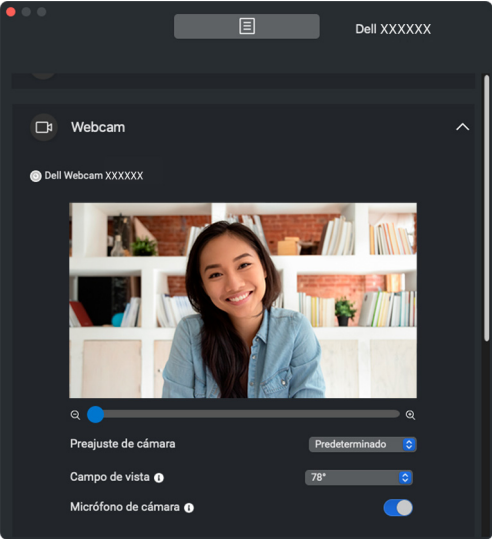 Dell XXXXXX
Webcam
Dell Webcam XXXXXX
Preajuste de cámara
Predeterminado
Campo de vista
78°
Micrófono de cámara